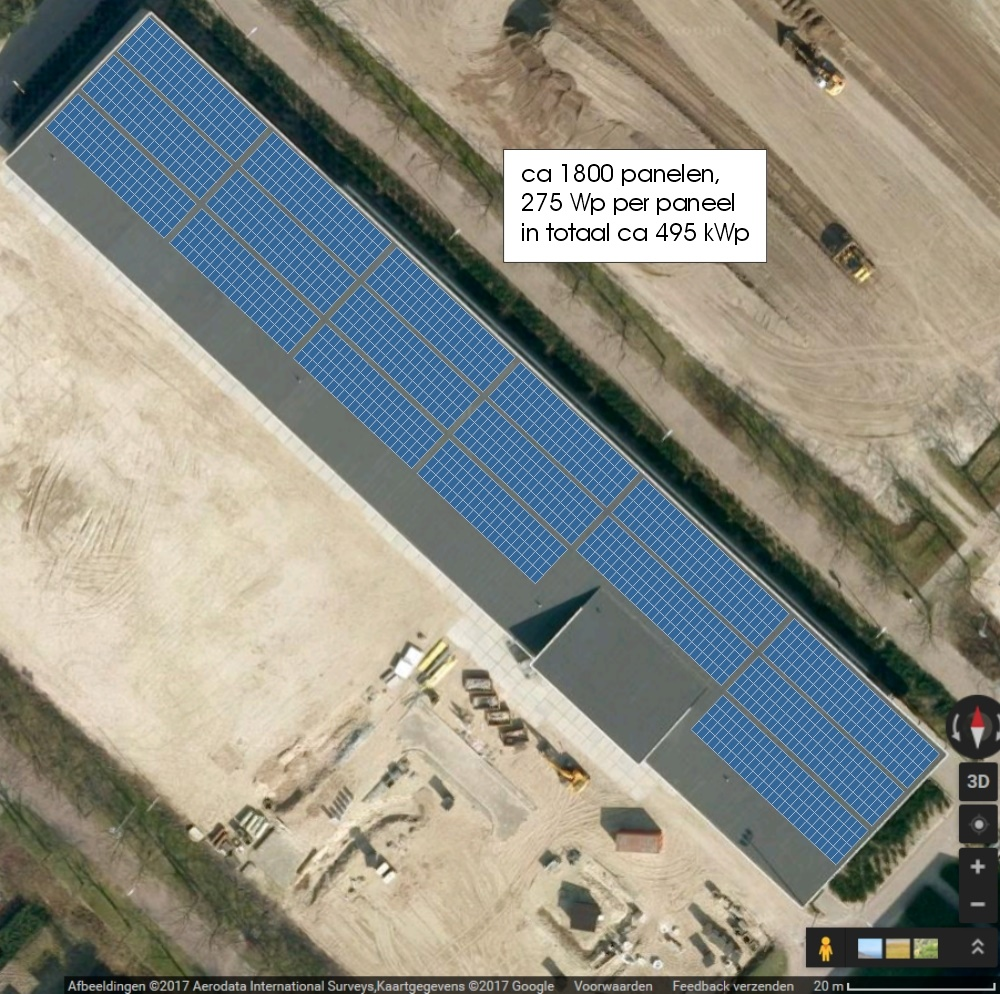 ca 1800 panelen,
275 Wp per paneel
in totaal ca 495 kWp
3D
+
−
Afbeeldingen ©2017 Aerodata International Surveys,Kaartgegevens ©2017 Google Voorwaarden Feedback verzenden 20 m